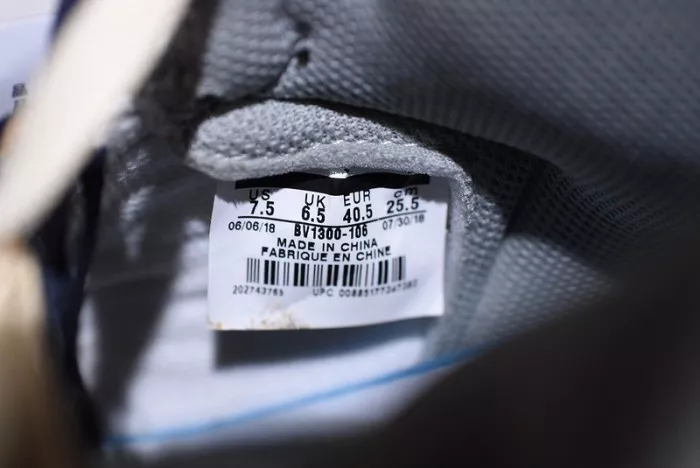 US UK EUR cm
7.5 6.5 40.5 25.5
06/06/18 BV1300-106 07/30/18
MADE IN CHINA
FABRIQUE EN CHINE
UPC